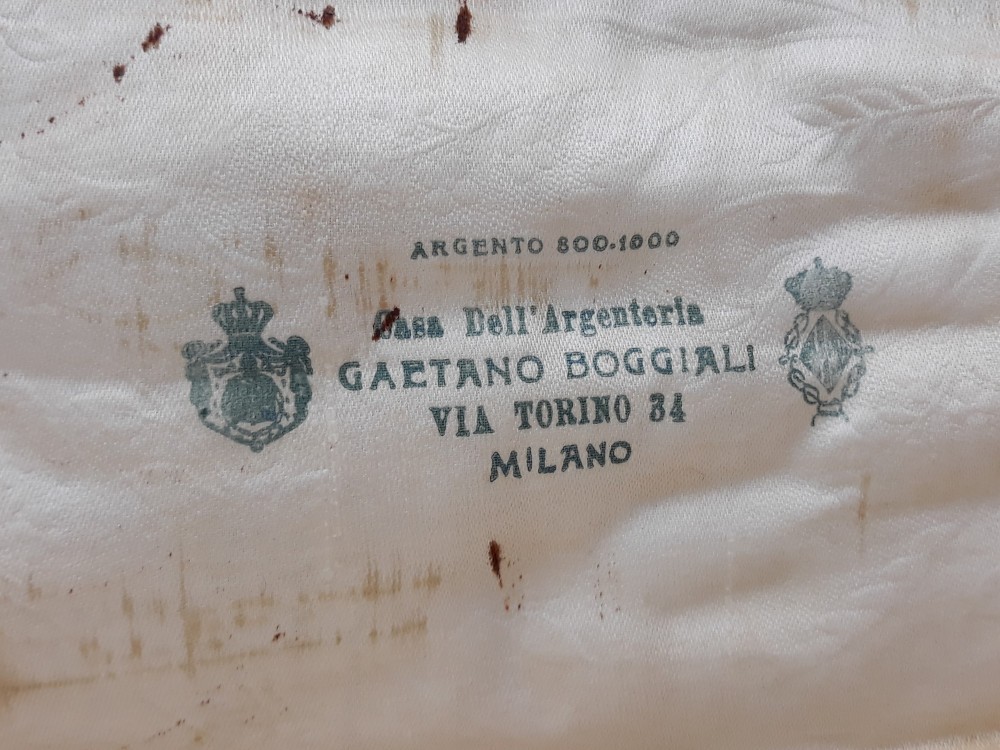 ARGENTO 800.1000
Casa Dell'Argenteria
GAETANO BOGGIALI
VIA TORINO 34
MILANO